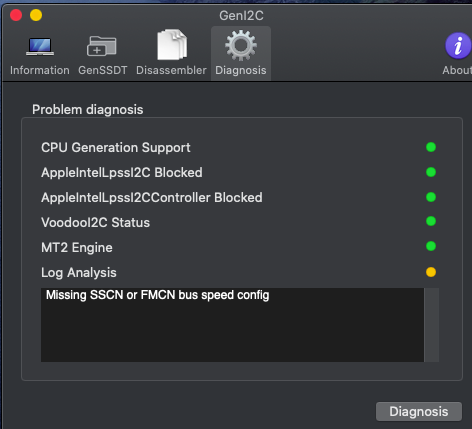 GenI2C
Information GenSSDT Disassembler Diagnosis Abou
Problem diagnosis
CPU Generation Support
AppleIntelLpssI2C Blocked
AppleIntelLpssI2CController Blocked
VoodooI2C Status
MT2 Engine
Log Analysis
Missing SSCN or FMCN bus speed config
Diagnosis